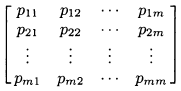 p₁₁ p₁₂ ⋯ p₁ₘ
p₂₁ p₂₂ ⋯ p₂ₘ
⋮ ⋮ ⋮ ⋮
pₘ₁ pₘ₂ ⋯ pₘₘ